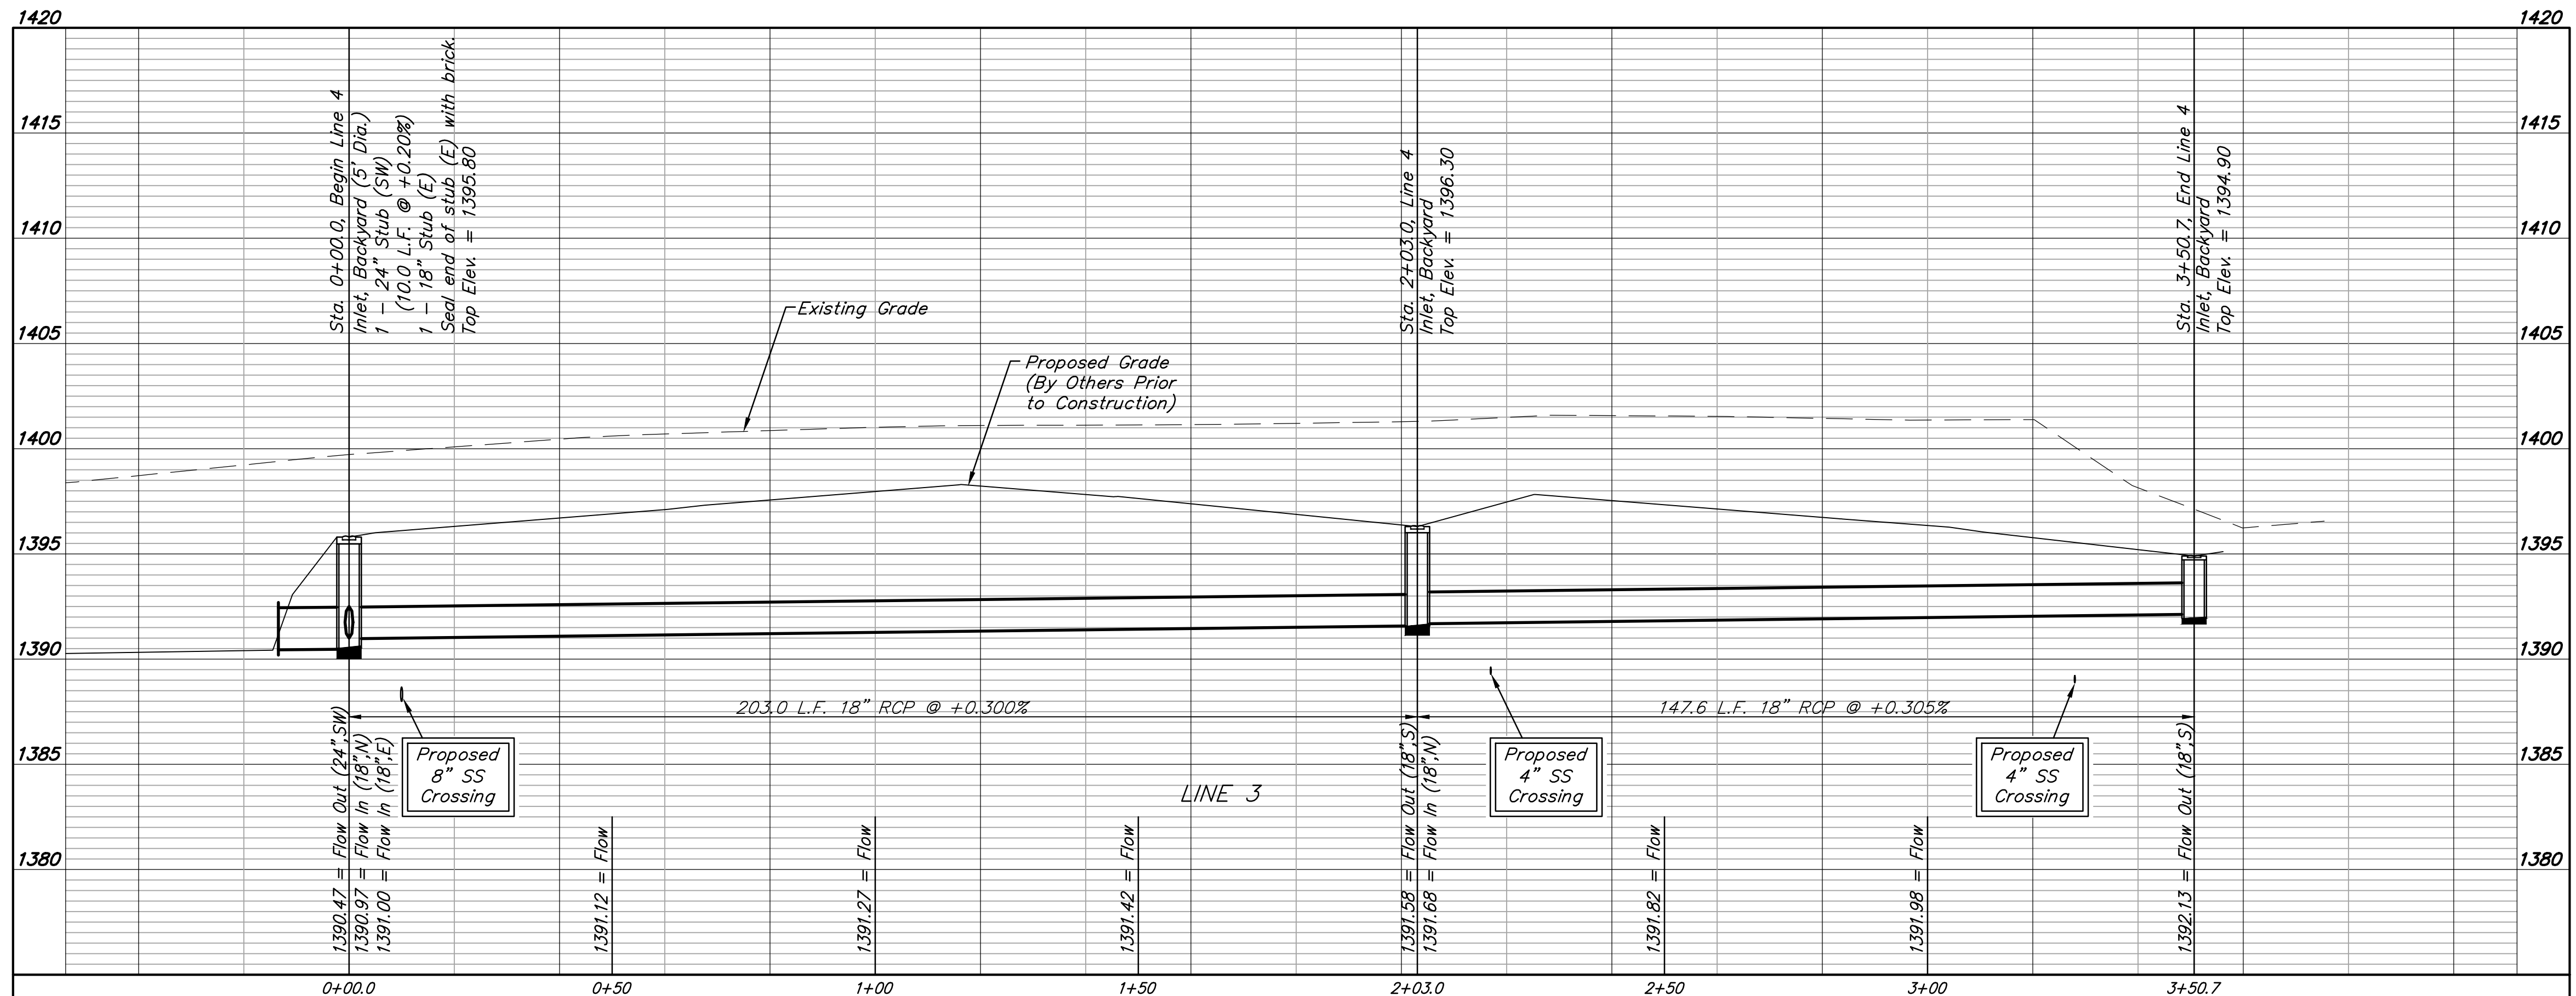 1420
1420
1415
1415
1410
1410
1405
1405
1400
1400
1395
1395
1390
1390
1385
1385
1380
1380
Sta. 0+00.0, Begin Line 4
Inlet, Backyard (5' Dia.)
1 - 24" Stub (SW)
(10.0 L.F. @ +0.20%)
1 - 18" Stub (E)
Seal end of stub (E) with brick.
Top Elev. = 1395.80
Sta. 2+03.0, Line 4
Inlet, Backyard
Top Elev. = 1396.30
Sta. 3+50.7, End Line 4
Inlet, Backyard
Top Elev. = 1394.90
Existing Grade
Proposed Grade
(By Others Prior
to Construction)
203.0 L.F. 18" RCP @ +0.300%
147.6 L.F. 18" RCP @ +0.305%
Proposed
8" SS
Crossing
Proposed
4" SS
Crossing
Proposed
4" SS
Crossing
LINE 3
1390.47 = Flow Out (24",SW)
1390.97 = Flow In (18",N)
1391.00 = Flow In (18",E)
1391.12 = Flow
1391.27 = Flow
1391.42 = Flow
1391.58 = Flow Out (18",S)
1391.68 = Flow In (18",N)
1391.82 = Flow
1391.98 = Flow
1392.13 = Flow Out (18",S)
0+00.0
0+50
1+00
1+50
2+03.0
2+50
3+00
3+50.7